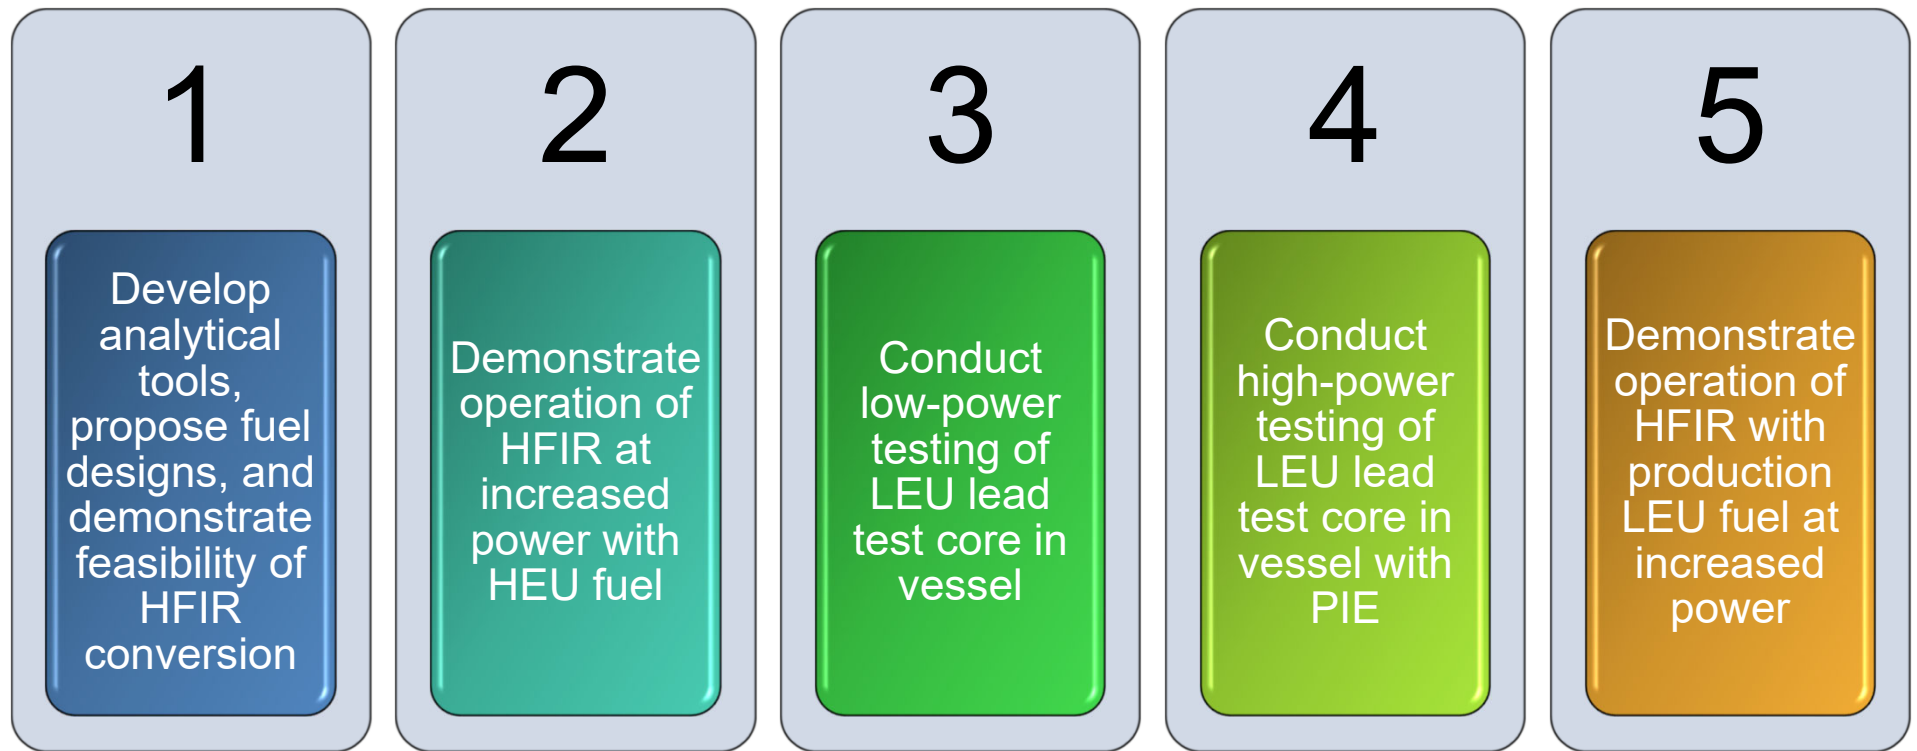 1
Develop
analytical
tools,
propose fuel
designs, and
demonstrate
feasibility of
HFIR
conversion
2
Demonstrate
operation of
HFIR at
increased
power with
HEU fuel
3
Conduct
low-power
testing of
LEU lead
test core in
vessel
4
Conduct
high-power
testing of
LEU lead
test core in
vessel with
PIE
5
Demonstrate
operation of
HFIR with
production
LEU fuel at
increased
power